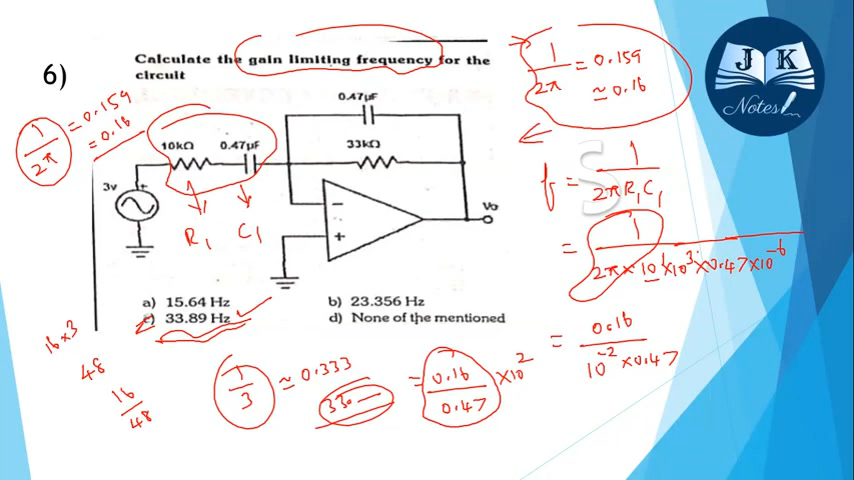 6)
Calculate the gain limiting frequency for the
circuit
1/2π = 0.159
≃ 0.16
J K
Notes
1/2π = 0.159
= 0.16
0.47μF
10kΩ
0.47μF
33kΩ
3v
+
−
+
Vo
R₁
C₁
f = 1/2πR₁C₁
= 1/2π×10¹×10³×0.47×10⁻⁶
a) 15.64 Hz
b) 23.356 Hz
c) 33.89 Hz
d) None of the mentioned
= 0.16/10⁻²×0.47
= 0.16/0.47 ×10²
1/3 ≃ 0.333
33.
16×3
48
16/48